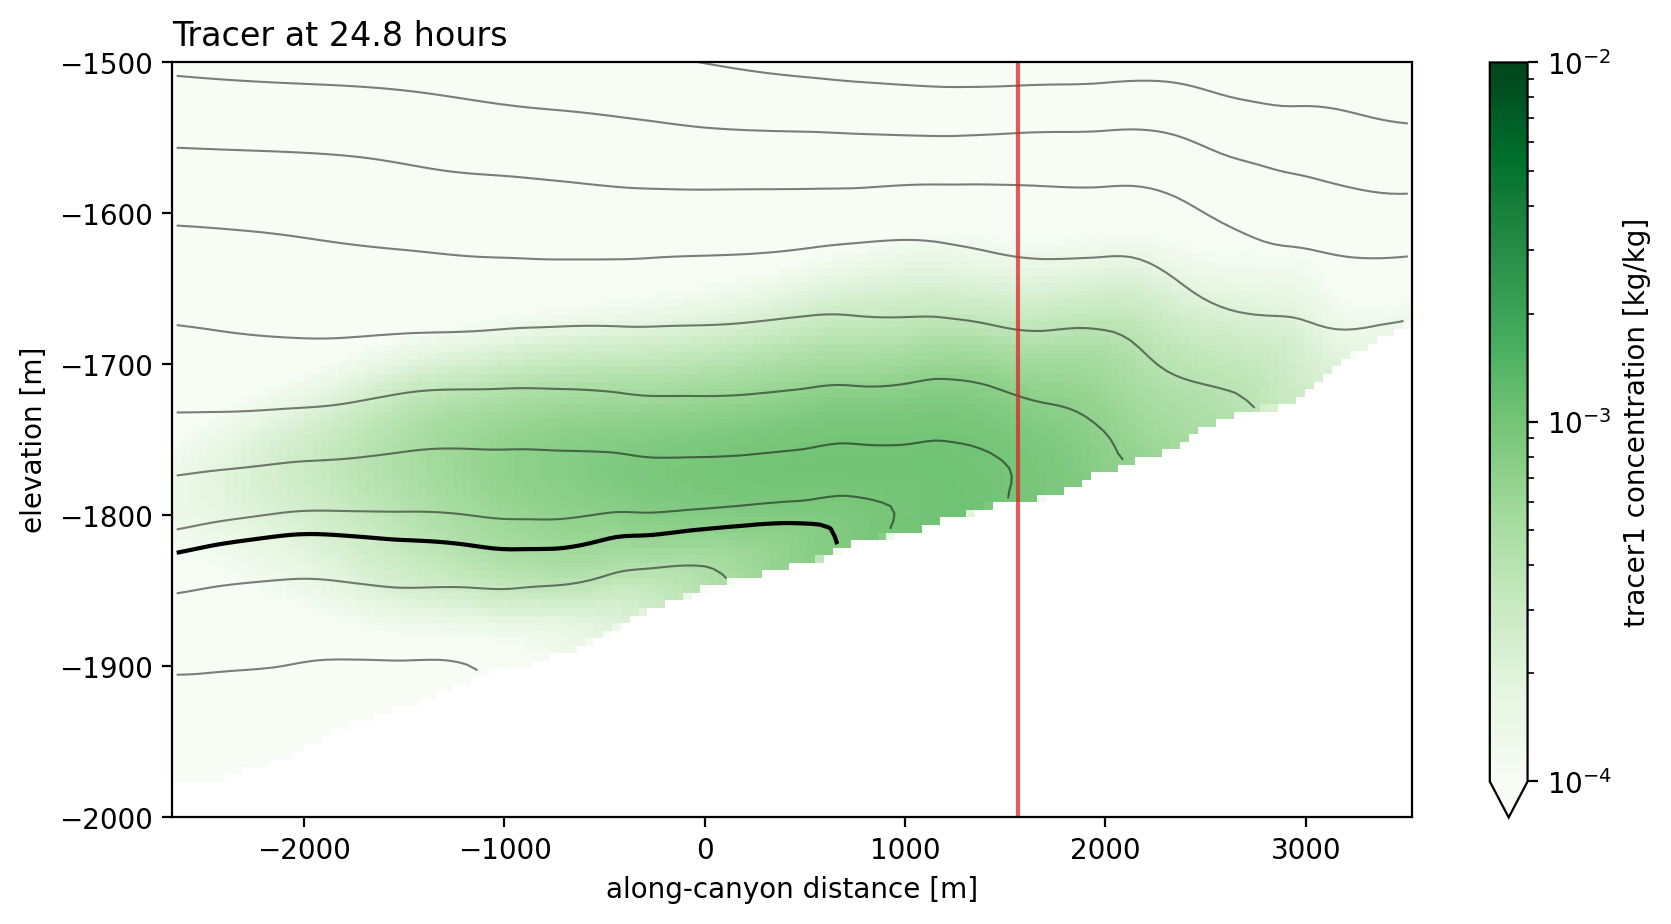 Tracer at 24.8 hours
−1500
−1600
−1700
−1800
−1900
−2000
elevation [m]
−2000 −1000 0 1000 2000 3000
along-canyon distance [m]
10⁻²
10⁻³
10⁻⁴
tracer1 concentration [kg/kg]